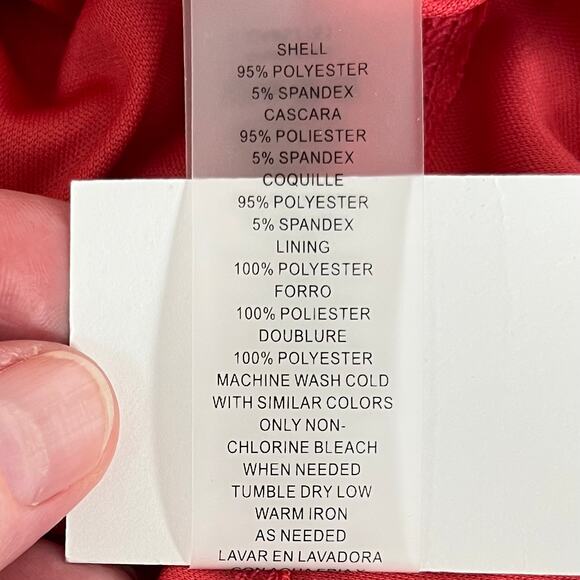 SHELL
95% POLYESTER
5% SPANDEX
CASCARA
95% POLIESTER
5% SPANDEX
COQUILLE
95% POLYESTER
5% SPANDEX
LINING
100% POLYESTER
FORRO
100% POLIESTER
DOUBLURE
100% POLYESTER
MACHINE WASH COLD
WITH SIMILAR COLORS
ONLY NON-
CHLORINE BLEACH
WHEN NEEDED
TUMBLE DRY LOW
WARM IRON
AS NEEDED
LAVAR EN LAVADORA